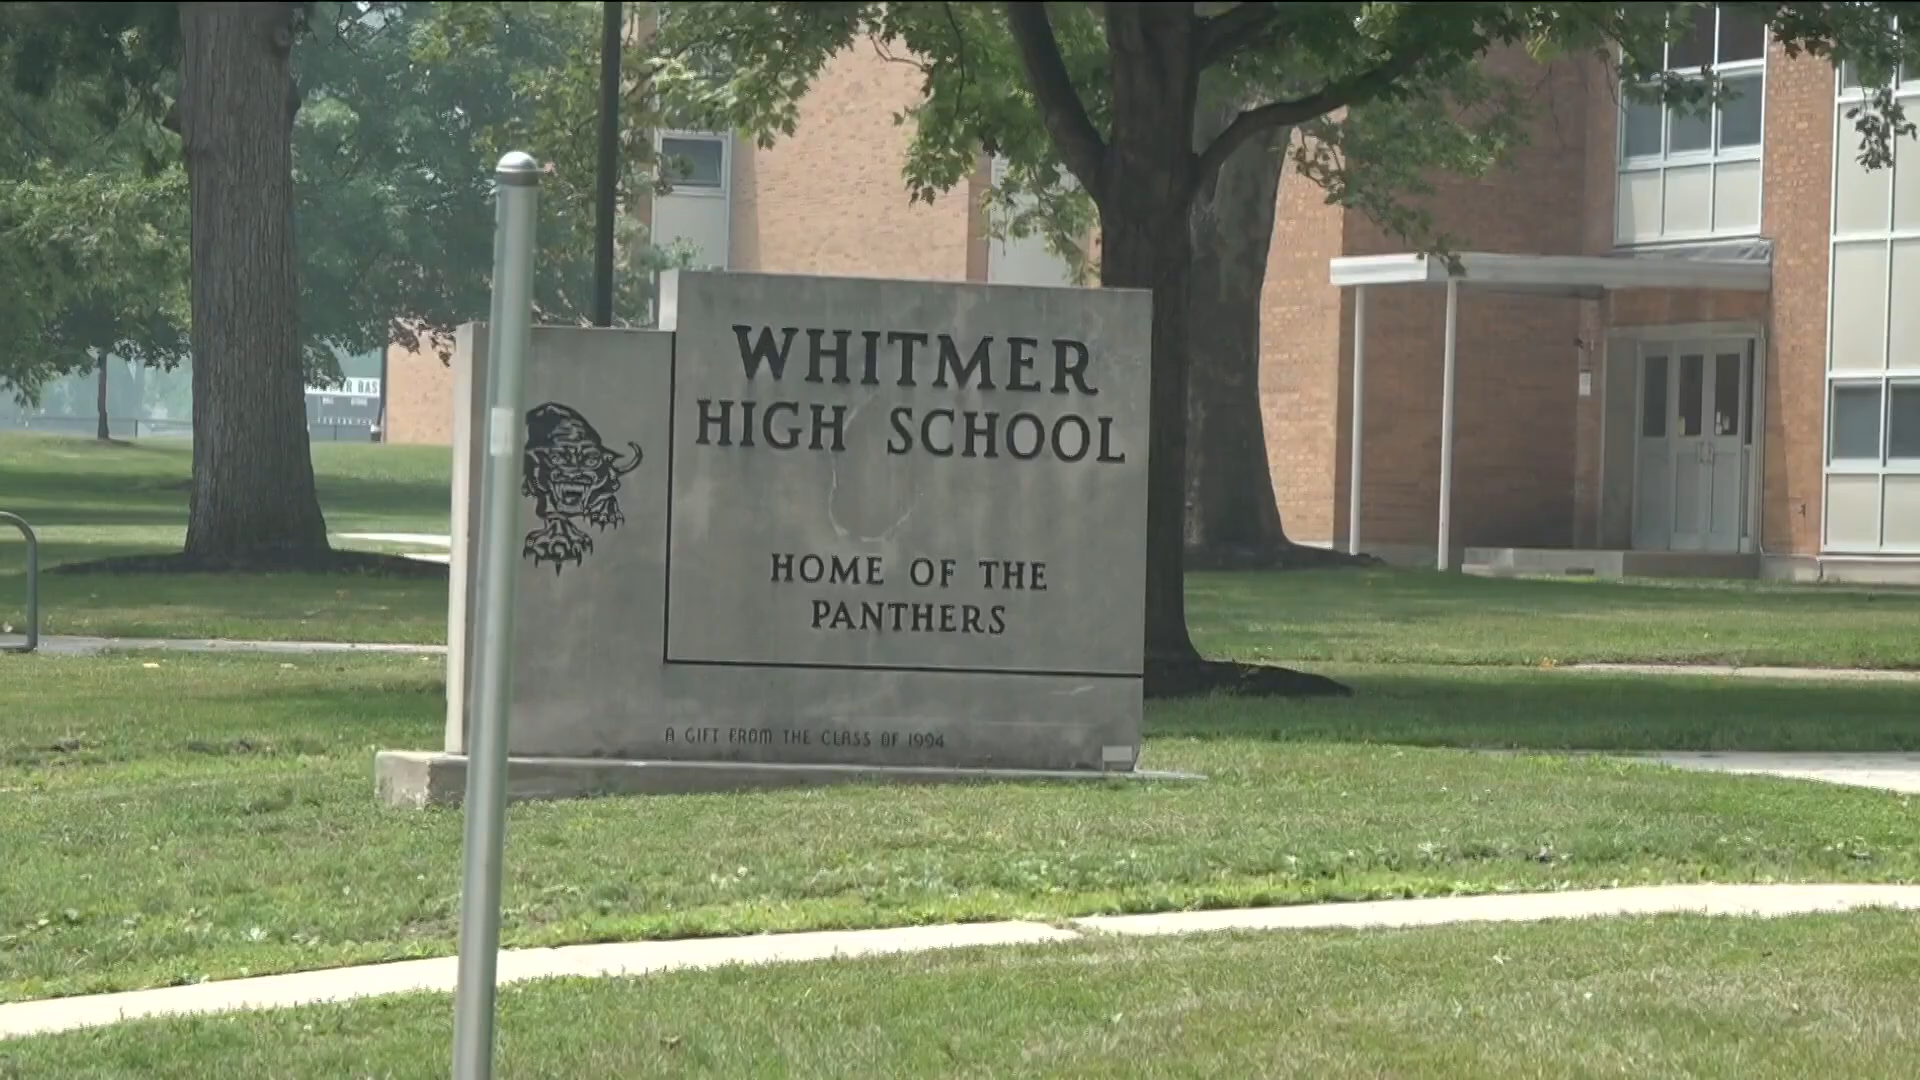 WHITMER
HIGH SCHOOL
HOME OF THE
PANTHERS
A GIFT FROM THE CLASS OF 1994